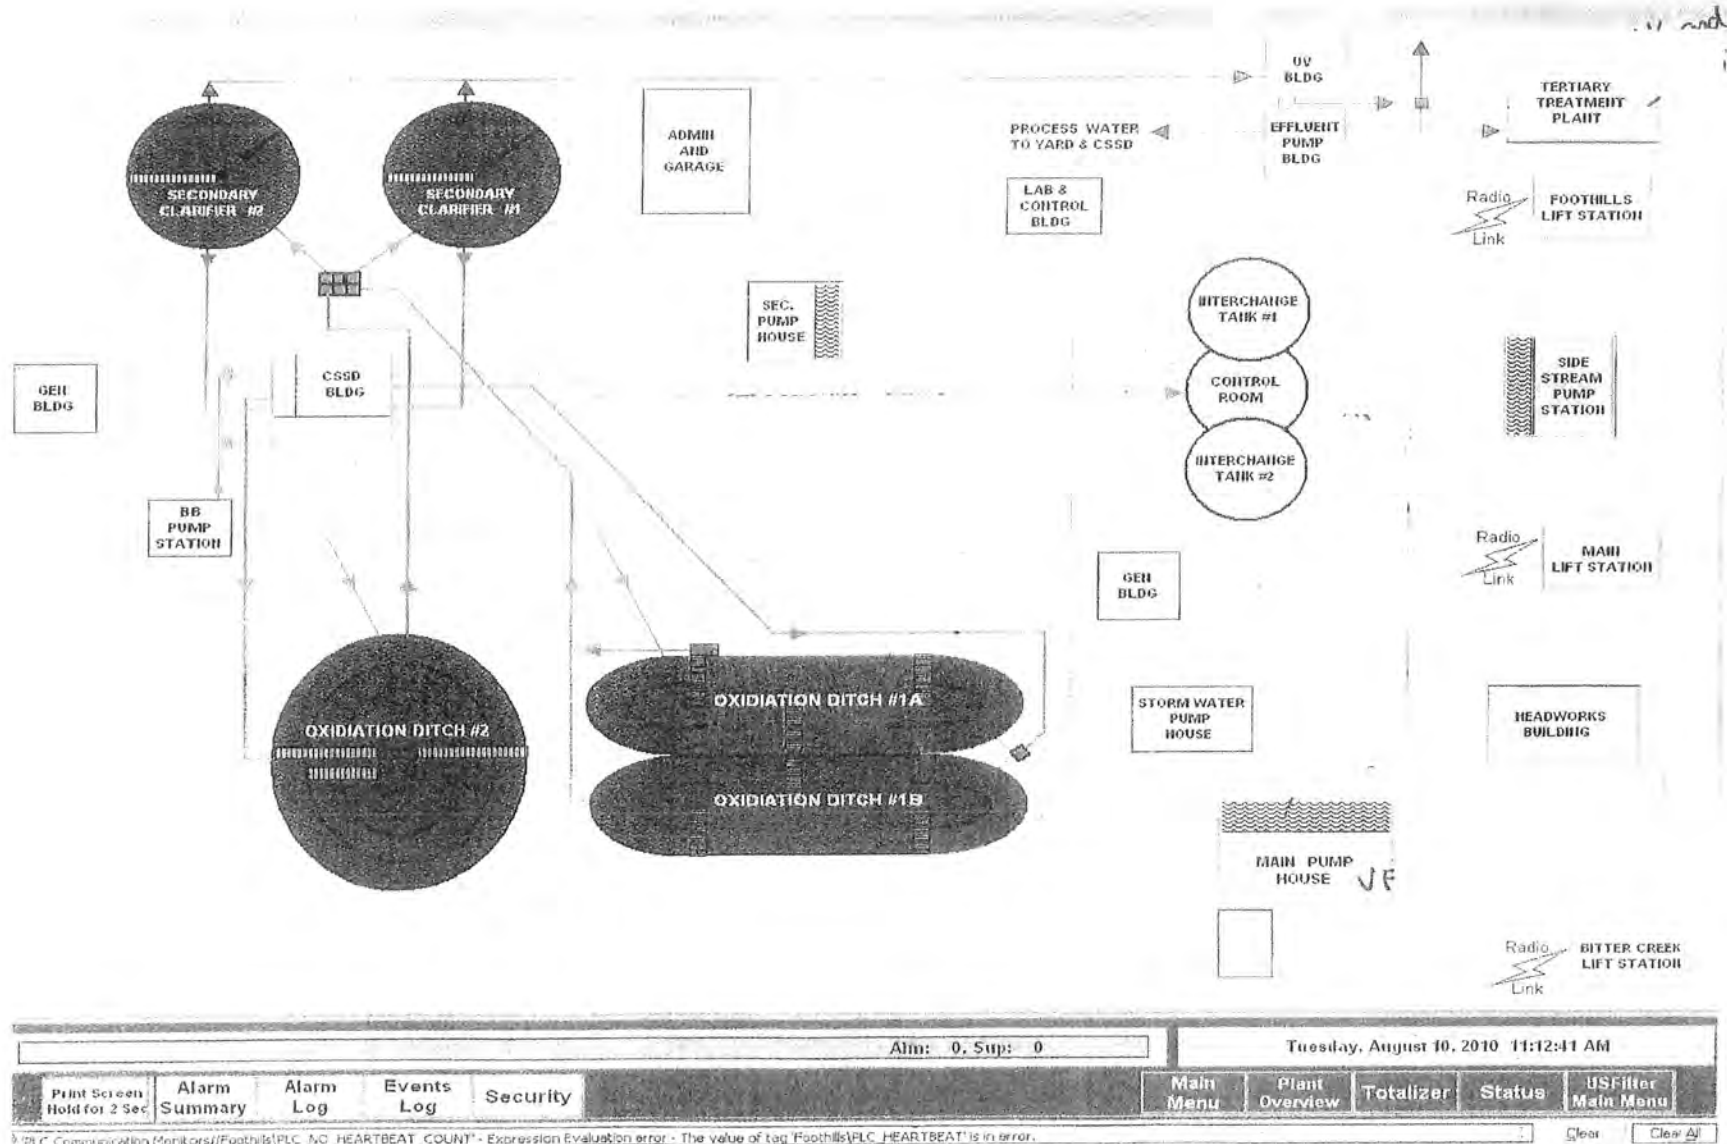 and
UV
BLDG
TERTIARY
TREATMENT
PLANT
ADMIN
AND
GARAGE
PROCESS WATER
TO YARD & CSSD
EFFLUENT
PUMP
BLDG
SECONDARY
CLARIFIER #2
SECONDARY
CLARIFIER #1
LAB &
CONTROL
BLDG
Radio
Link
FOOTHILLS
LIFT STATION
SEC.
PUMP
HOUSE
INTERCHANGE
TANK #1
GEN
BLDG
CSSD
BLDG
CONTROL
ROOM
SIDE
STREAM
PUMP
STATION
INTERCHANGE
TANK #2
BB
PUMP
STATION
Radio
Link
MAIN
LIFT STATION
GEN
BLDG
OXIDIATION DITCH #2
OXIDIATION DITCH #1A
OXIDIATION DITCH #1B
STORM WATER
PUMP
HOUSE
HEADWORKS
BUILDING
MAIN PUMP
HOUSE
VF
Radio
Link
BITTER CREEK
LIFT STATION
Alm: 0, Sup: 0
Tuesday, August 10, 2010 11:12:41 AM
Print Screen
Hold for 2 Sec
Alarm
Summary
Alarm
Log
Events
Log
Security
Main
Menu
Plant
Overview
Totalizer
Status
USFilter
Main Menu
PLC Communication Monitors//Foothills\PLC_NO_HEARTBEAT_COUNT' - Expression Evaluation error - The value of tag 'Foothills\PLC_HEARTBEAT' is in error.
Clear
Clear All